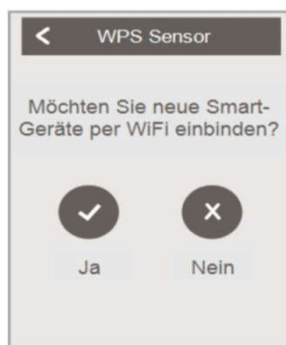 WPS Sensor
Möchten Sie neue Smart-
Geräte per WiFi einbinden?
Ja Nein